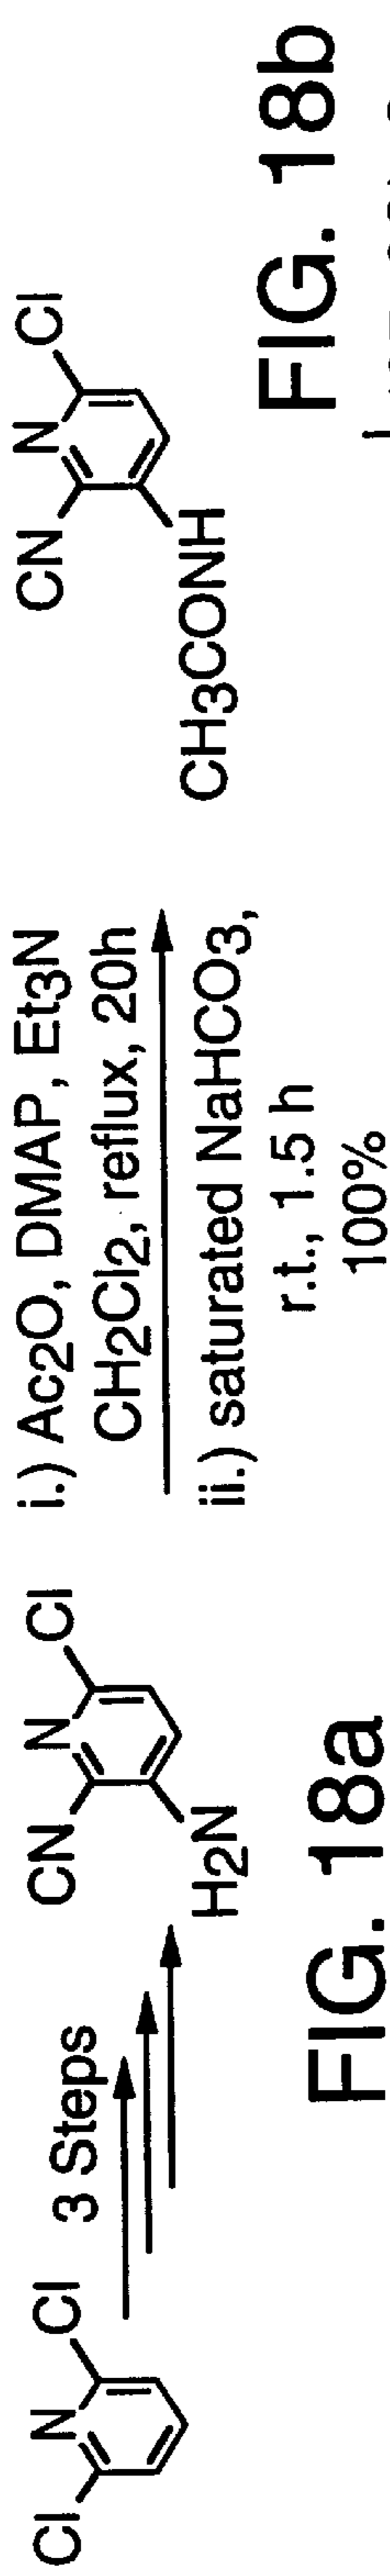 Cl N Cl
3 Steps
CN N Cl
H2N
FIG. 18a
i.) Ac2O, DMAP, Et3N
CH2Cl2, reflux, 20h
ii.) saturated NaHCO3,
r.t., 1.5 h
100%
CN N Cl
CH3CONH
FIG. 18b